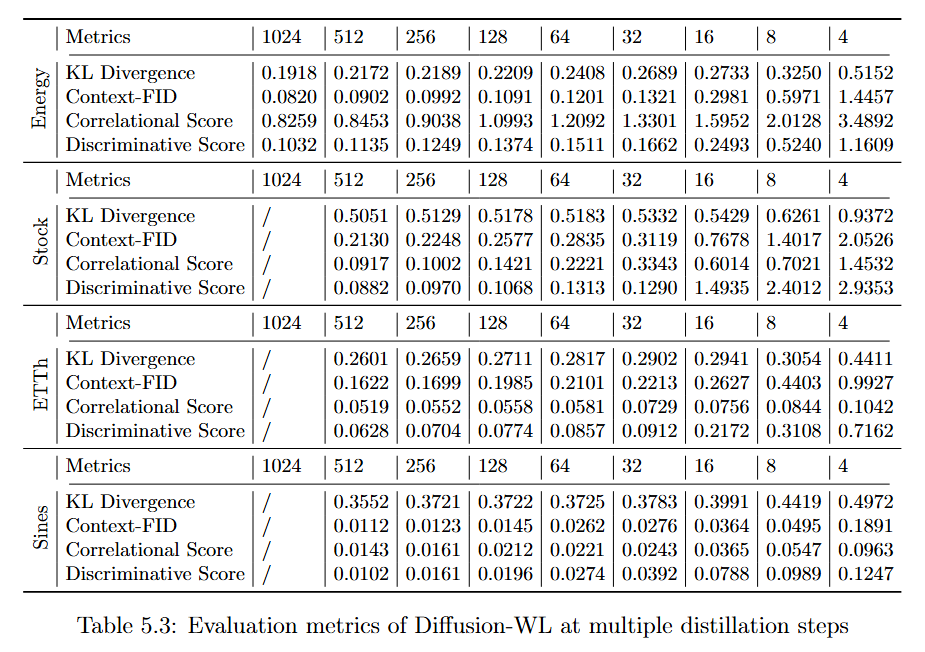 Energy
Metrics 1024 512 256 128 64 32 16 8 4
KL Divergence 0.1918 0.2172 0.2189 0.2209 0.2408 0.2689 0.2733 0.3250 0.5152
Context-FID 0.0820 0.0902 0.0992 0.1091 0.1201 0.1321 0.2981 0.5971 1.4457
Correlational Score 0.8259 0.8453 0.9038 1.0993 1.2092 1.3301 1.5952 2.0128 3.4892
Discriminative Score 0.1032 0.1135 0.1249 0.1374 0.1511 0.1662 0.2493 0.5240 1.1609
Stock
Metrics 1024 512 256 128 64 32 16 8 4
KL Divergence / 0.5051 0.5129 0.5178 0.5183 0.5332 0.5429 0.6261 0.9372
Context-FID / 0.2130 0.2248 0.2577 0.2835 0.3119 0.7678 1.4017 2.0526
Correlational Score / 0.0917 0.1002 0.1421 0.2221 0.3343 0.6014 0.7021 1.4532
Discriminative Score / 0.0882 0.0970 0.1068 0.1313 0.1290 1.4935 2.4012 2.9353
ETTh
Metrics 1024 512 256 128 64 32 16 8 4
KL Divergence / 0.2601 0.2659 0.2711 0.2817 0.2902 0.2941 0.3054 0.4411
Context-FID / 0.1622 0.1699 0.1985 0.2101 0.2213 0.2627 0.4403 0.9927
Correlational Score / 0.0519 0.0552 0.0558 0.0581 0.0729 0.0756 0.0844 0.1042
Discriminative Score / 0.0628 0.0704 0.0774 0.0857 0.0912 0.2172 0.3108 0.7162
Sines
Metrics 1024 512 256 128 64 32 16 8 4
KL Divergence / 0.3552 0.3721 0.3722 0.3725 0.3783 0.3991 0.4419 0.4972
Context-FID / 0.0112 0.0123 0.0145 0.0262 0.0276 0.0364 0.0495 0.1891
Correlational Score / 0.0143 0.0161 0.0212 0.0221 0.0243 0.0365 0.0547 0.0963
Discriminative Score / 0.0102 0.0161 0.0196 0.0274 0.0392 0.0788 0.0989 0.1247
Table 5.3: Evaluation metrics of Diffusion-WL at multiple distillation steps